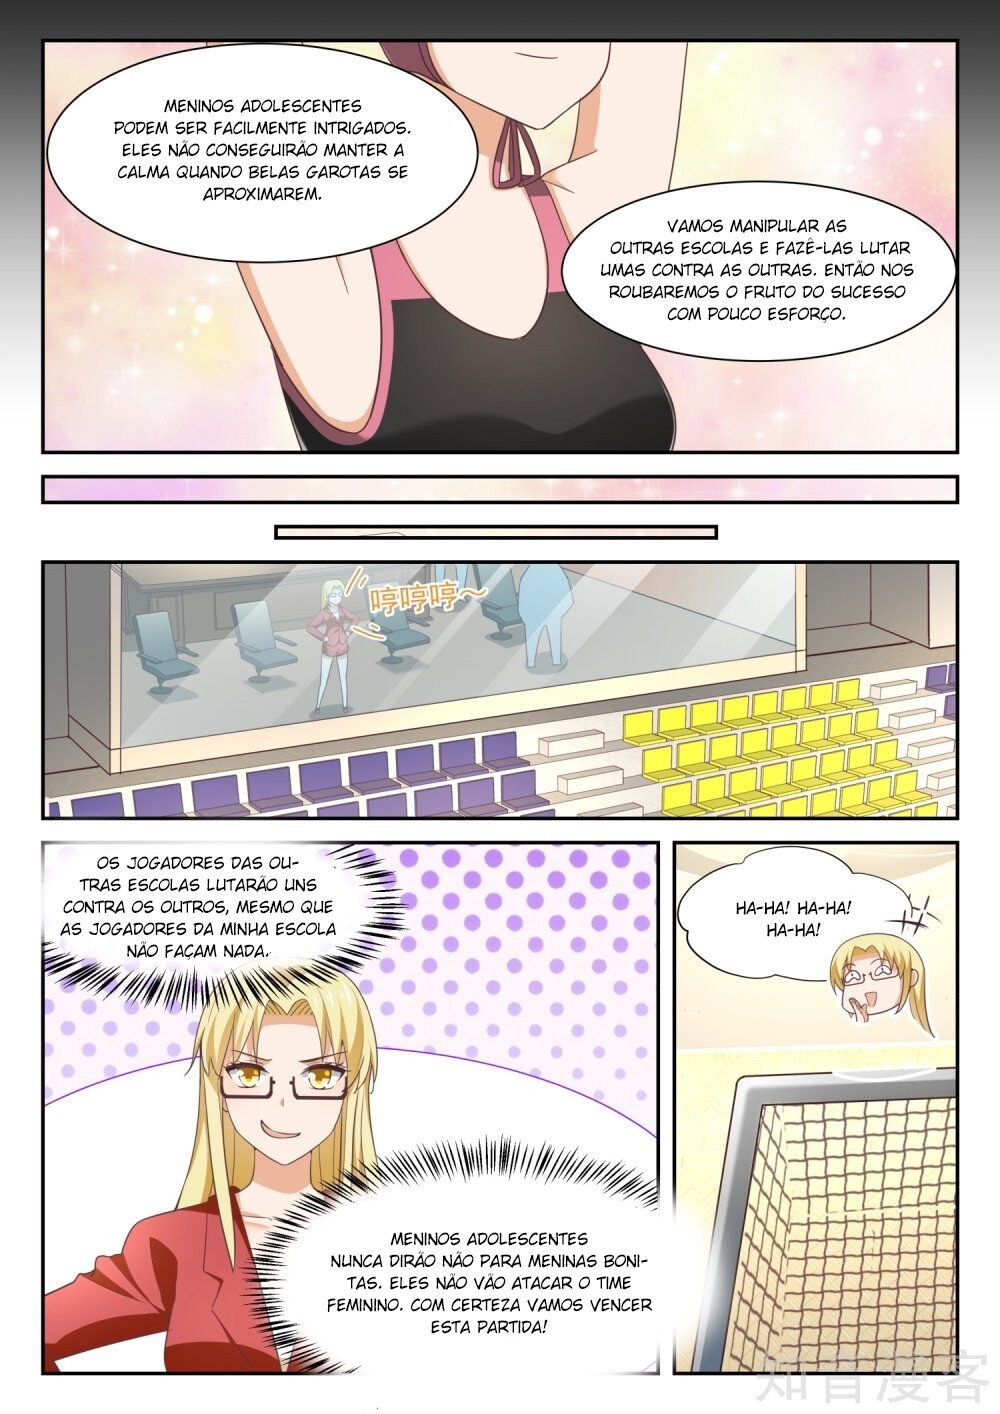 MENINOS ADOLESCENTES
PODEM SER FACILMENTE INTRIGADOS.
ELES NÃO CONSEGUIRÃO MANTER A
CALMA QUANDO BELAS GAROTAS SE
APROXIMAREM.
VAMOS MANIPULAR AS
OUTRAS ESCOLAS E FAZÊ-LAS LUTAR
UMAS CONTRA AS OUTRAS. ENTÃO NOS
ROUBAREMOS O FRUTO DO SUCESSO
COM POUCO ESFORÇO.
哼哼哼~
OS JOGADORES DAS OU-
TRAS ESCOLAS LUTARÃO UNS
CONTRA OS OUTROS, MESMO QUE
AS JOGADORES DA MINHA ESCOLA
NÃO FAÇAM NADA.
HA-HA! HA-HA!
HA-HA!
MENINOS ADOLESCENTES
NUNCA DIRÃO NÃO PARA MENINAS BONI-
TAS. ELES NÃO VÃO ATACAR O TIME
FEMININO. COM CERTEZA VAMOS VENCER
ESTA PARTIDA!
知音漫客